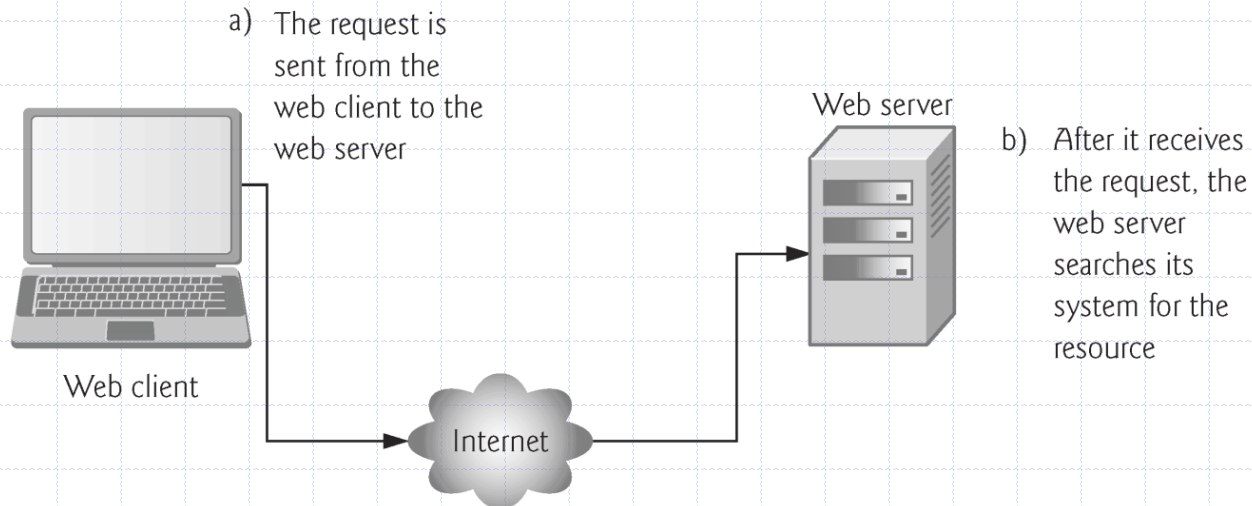 a) The request is
sent from the
web client to the
web server
Web server
b) After it receives
the request, the
web server
searches its
system for the
resource
Web client
Internet